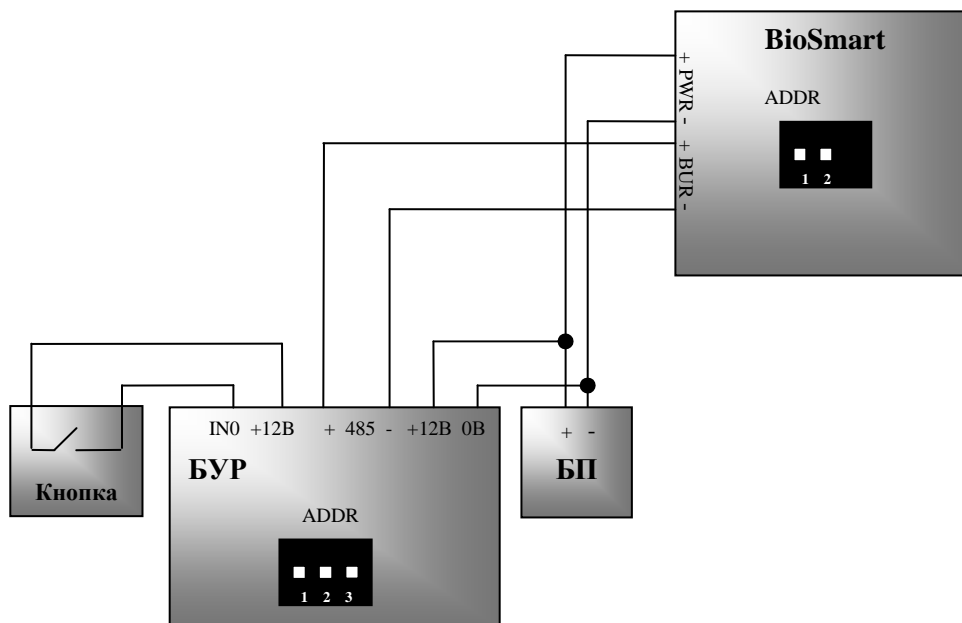 BioSmart
+ PWR -
+ BUR -
ADDR
1 2
IN0 +12В + 485 - +12В 0В
БУР
ADDR
1 2 3
Кнопка
+ -
БП